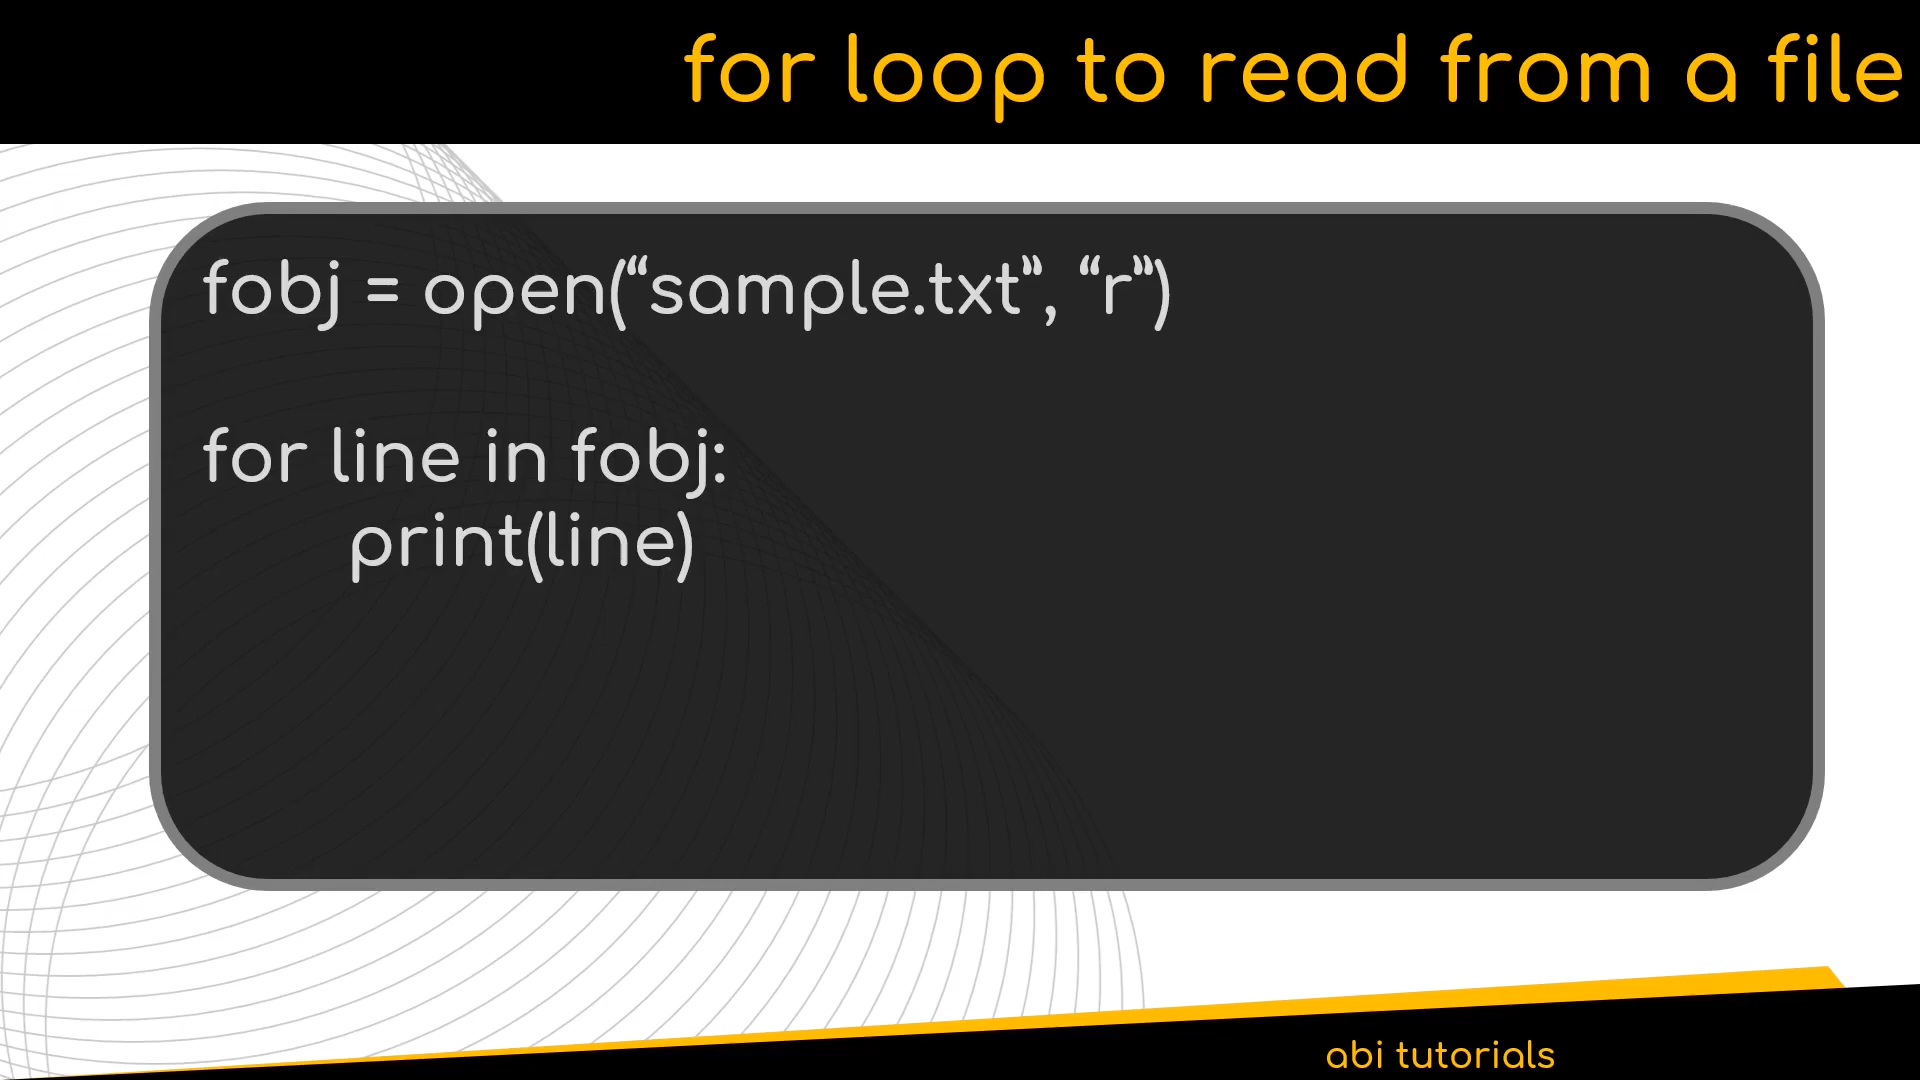 for loop to read from a file
fobj = open(“sample.txt”, “r”)
for line in fobj:
print(line)
abi tutorials